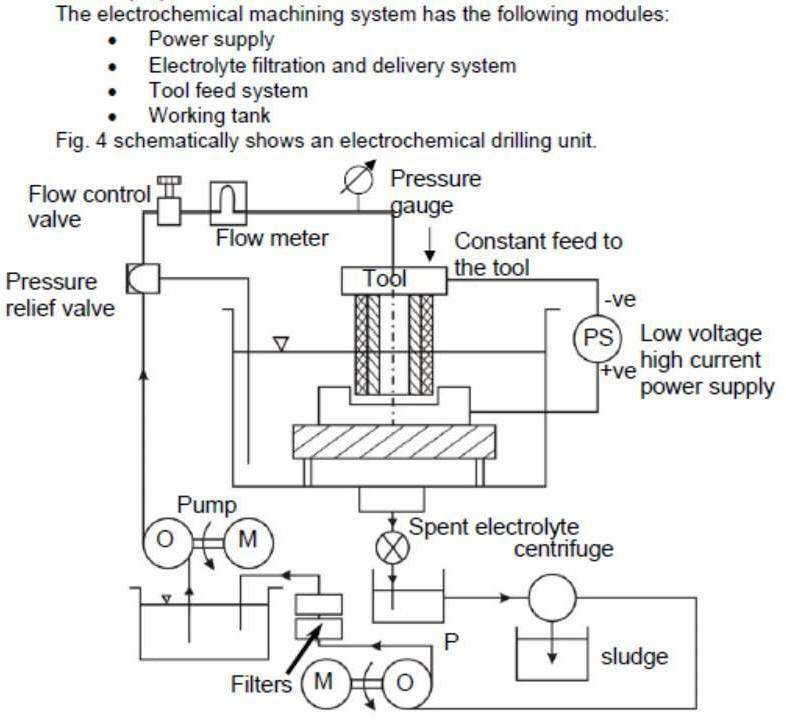 The electrochemical machining system has the following modules:
• Power supply
• Electrolyte filtration and delivery system
• Tool feed system
• Working tank
Fig. 4 schematically shows an electrochemical drilling unit.
Flow control
valve
Flow meter
Pressure
gauge
Constant feed to
the tool
Pressure
relief valve
Tool
-ve
PS
+ve
Low voltage
high current
power supply
Pump
O
M
Spent electrolyte
centrifuge
P
sludge
Filters
M
O